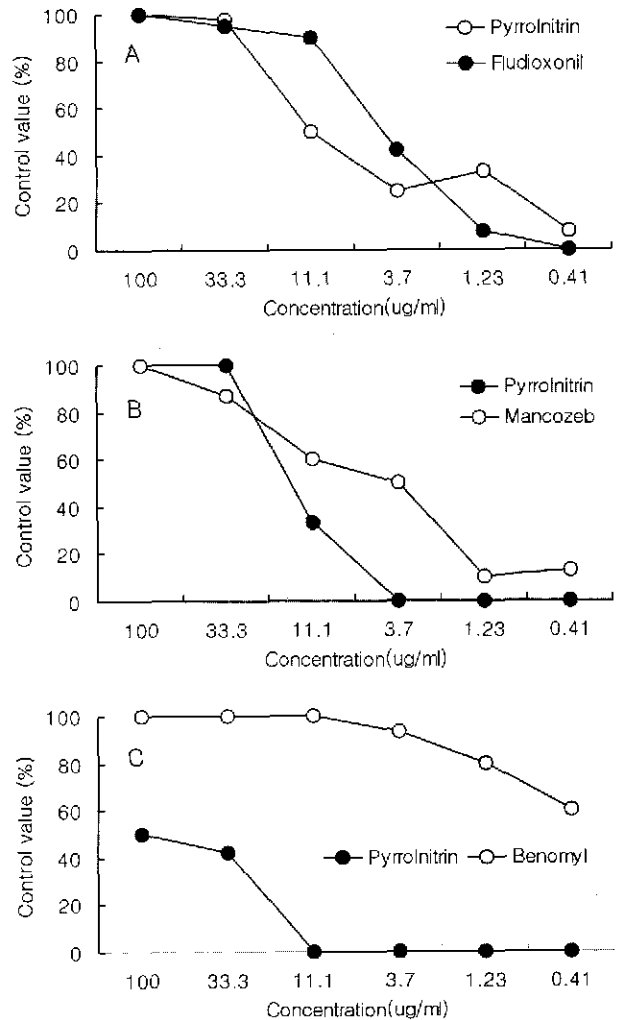 100
80
60
40
20
0
Control value (%)
A
Pyrrolnitrin
Fludioxonil
100 33.3 11.1 3.7 1.23 0.41
Concentration(ug/ml)
100
80
60
40
20
0
Control value (%)
B
Pyrrolnitrin
Mancozeb
100 33.3 11.1 3.7 1.23 0.41
Concentration(ug/ml)
100
80
60
40
20
0
Control value (%)
C
Pyrrolnitrin Benomyl
100 33.3 11.1 3.7 1.23 0.41
Concentration(ug/ml)